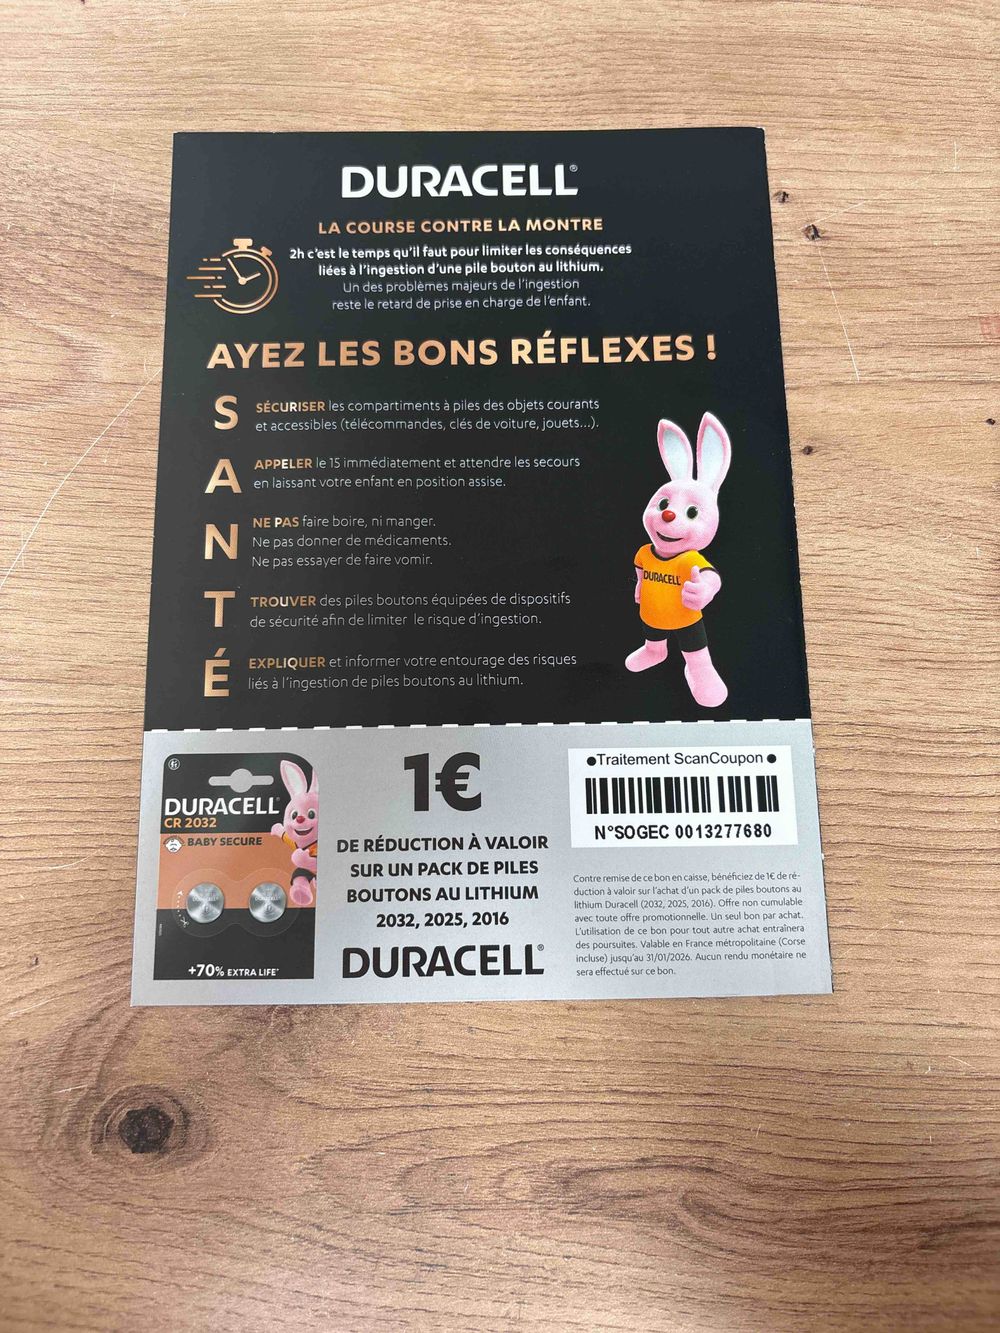 DURACELL®
LA COURSE CONTRE LA MONTRE
2h c'est le temps qu'il faut pour limiter les conséquences
liées à l'ingestion d'une pile bouton au lithium.
Un des problèmes majeurs de l'ingestion
reste le retard de prise en charge de l'enfant.
AYEZ LES BONS RÉFLEXES !
S SÉCURISER les compartiments à piles des objets courants
et accessibles (télécommandes, clés de voiture, jouets...).
A APPELER le 15 immédiatement et attendre les secours
en laissant votre enfant en position assise.
N NE PAS faire boire, ni manger.
Ne pas donner de médicaments.
Ne pas essayer de faire vomir.
T TROUVER des piles boutons équipées de dispositifs
de sécurité afin de limiter le risque d'ingestion.
É EXPLIQUER et informer votre entourage des risques
liés à l'ingestion de piles boutons au lithium.
DURACELL
DURACELL®
CR 2032
BABY SECURE
+70% EXTRA LIFE*
1€
DE RÉDUCTION À VALOIR
SUR UN PACK DE PILES
BOUTONS AU LITHIUM
2032, 2025, 2016
DURACELL®
●Traitement ScanCoupon ●
N°SOGEC 0013277680
Contre remise de ce bon en caisse, bénéficiez de 1€ de ré-
duction à valoir sur l'achat d'un pack de piles boutons au
lithium Duracell (2032, 2025, 2016). Offre non cumulable
avec toute offre promotionnelle. Un seul bon par achat.
L'utilisation de ce bon pour tout autre achat entraînera
des poursuites. Valable en France métropolitaine (Corse
incluse) jusqu'au 31/01/2026. Aucun rendu monétaire ne
sera effectué sur ce bon.